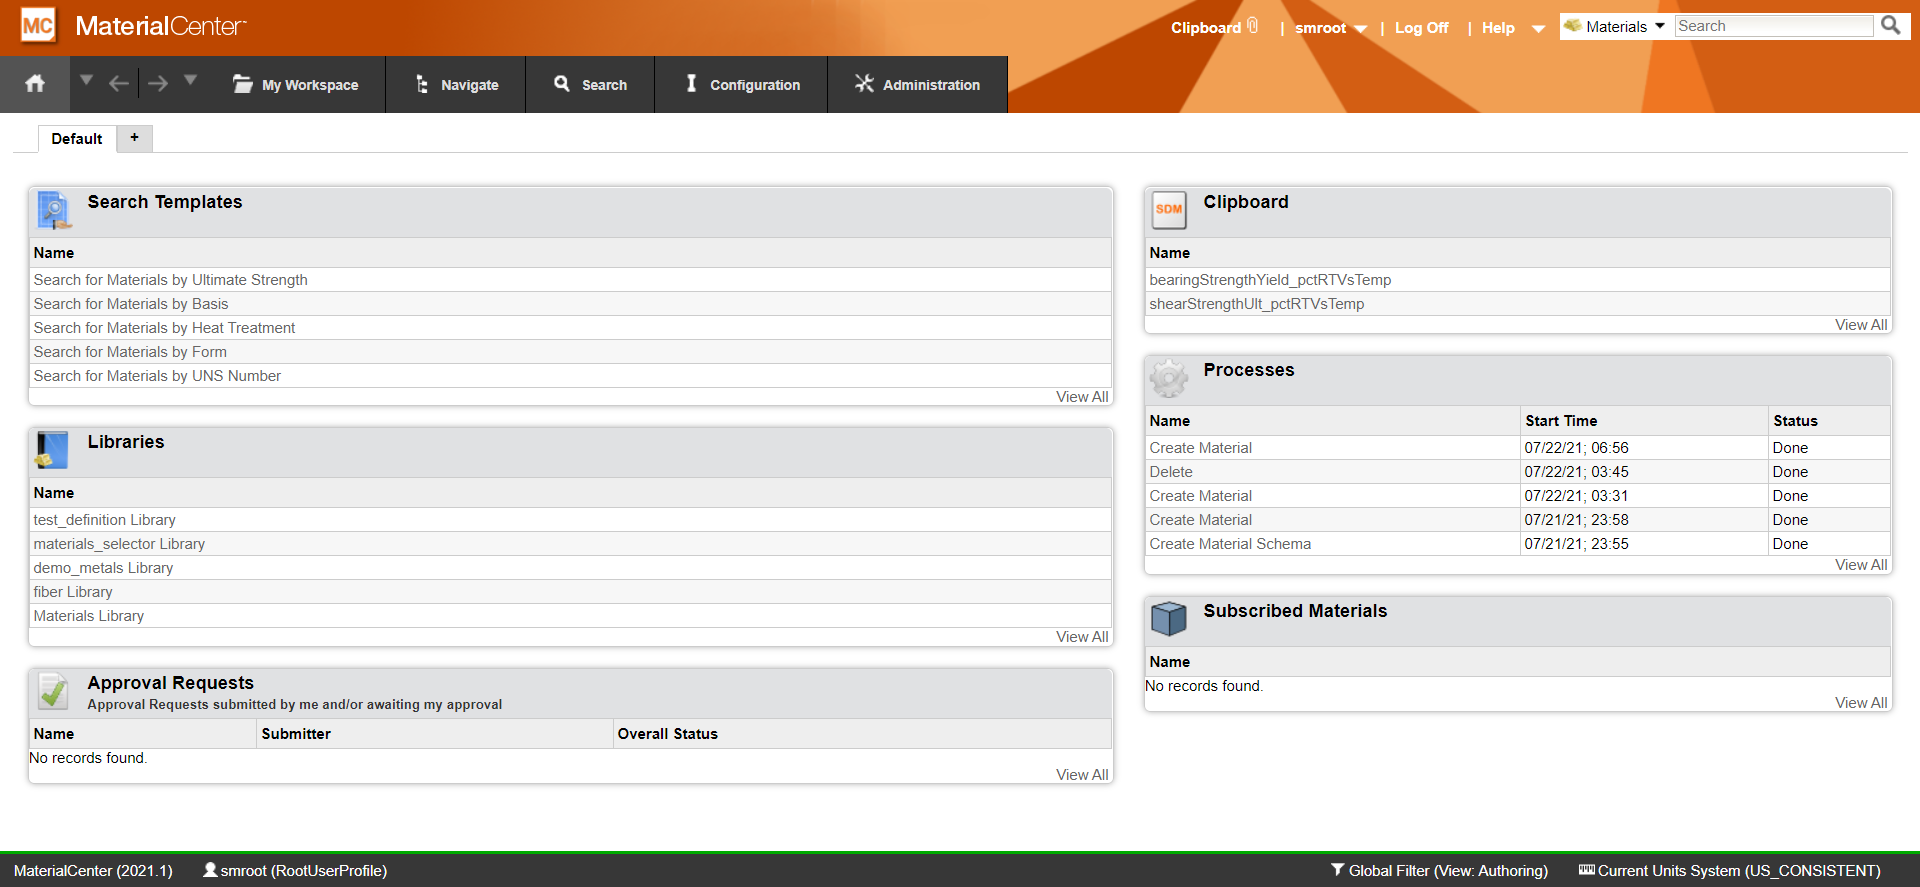 MC MaterialCenter™
Clipboard | smroot | Log Off | Help Materials Search
My Workspace Navigate Search Configuration Administration
Default +
Search Templates
Name
Search for Materials by Ultimate Strength
Search for Materials by Basis
Search for Materials by Heat Treatment
Search for Materials by Form
Search for Materials by UNS Number
View All
Libraries
Name
test_definition Library
materials_selector Library
demo_metals Library
fiber Library
Materials Library
View All
Approval Requests
Approval Requests submitted by me and/or awaiting my approval
Name Submitter Overall Status
No records found.
View All
SDM Clipboard
Name
bearingStrengthYield_pctRTVsTemp
shearStrengthUlt_pctRTVsTemp
View All
Processes
Name Start Time Status
Create Material 07/22/21; 06:56 Done
Delete 07/22/21; 03:45 Done
Create Material 07/22/21; 03:31 Done
Create Material 07/21/21; 23:58 Done
Create Material Schema 07/21/21; 23:55 Done
View All
Subscribed Materials
Name
No records found.
View All
MaterialCenter (2021.1) smroot (RootUserProfile) Global Filter (View: Authoring) Current Units System (US_CONSISTENT)